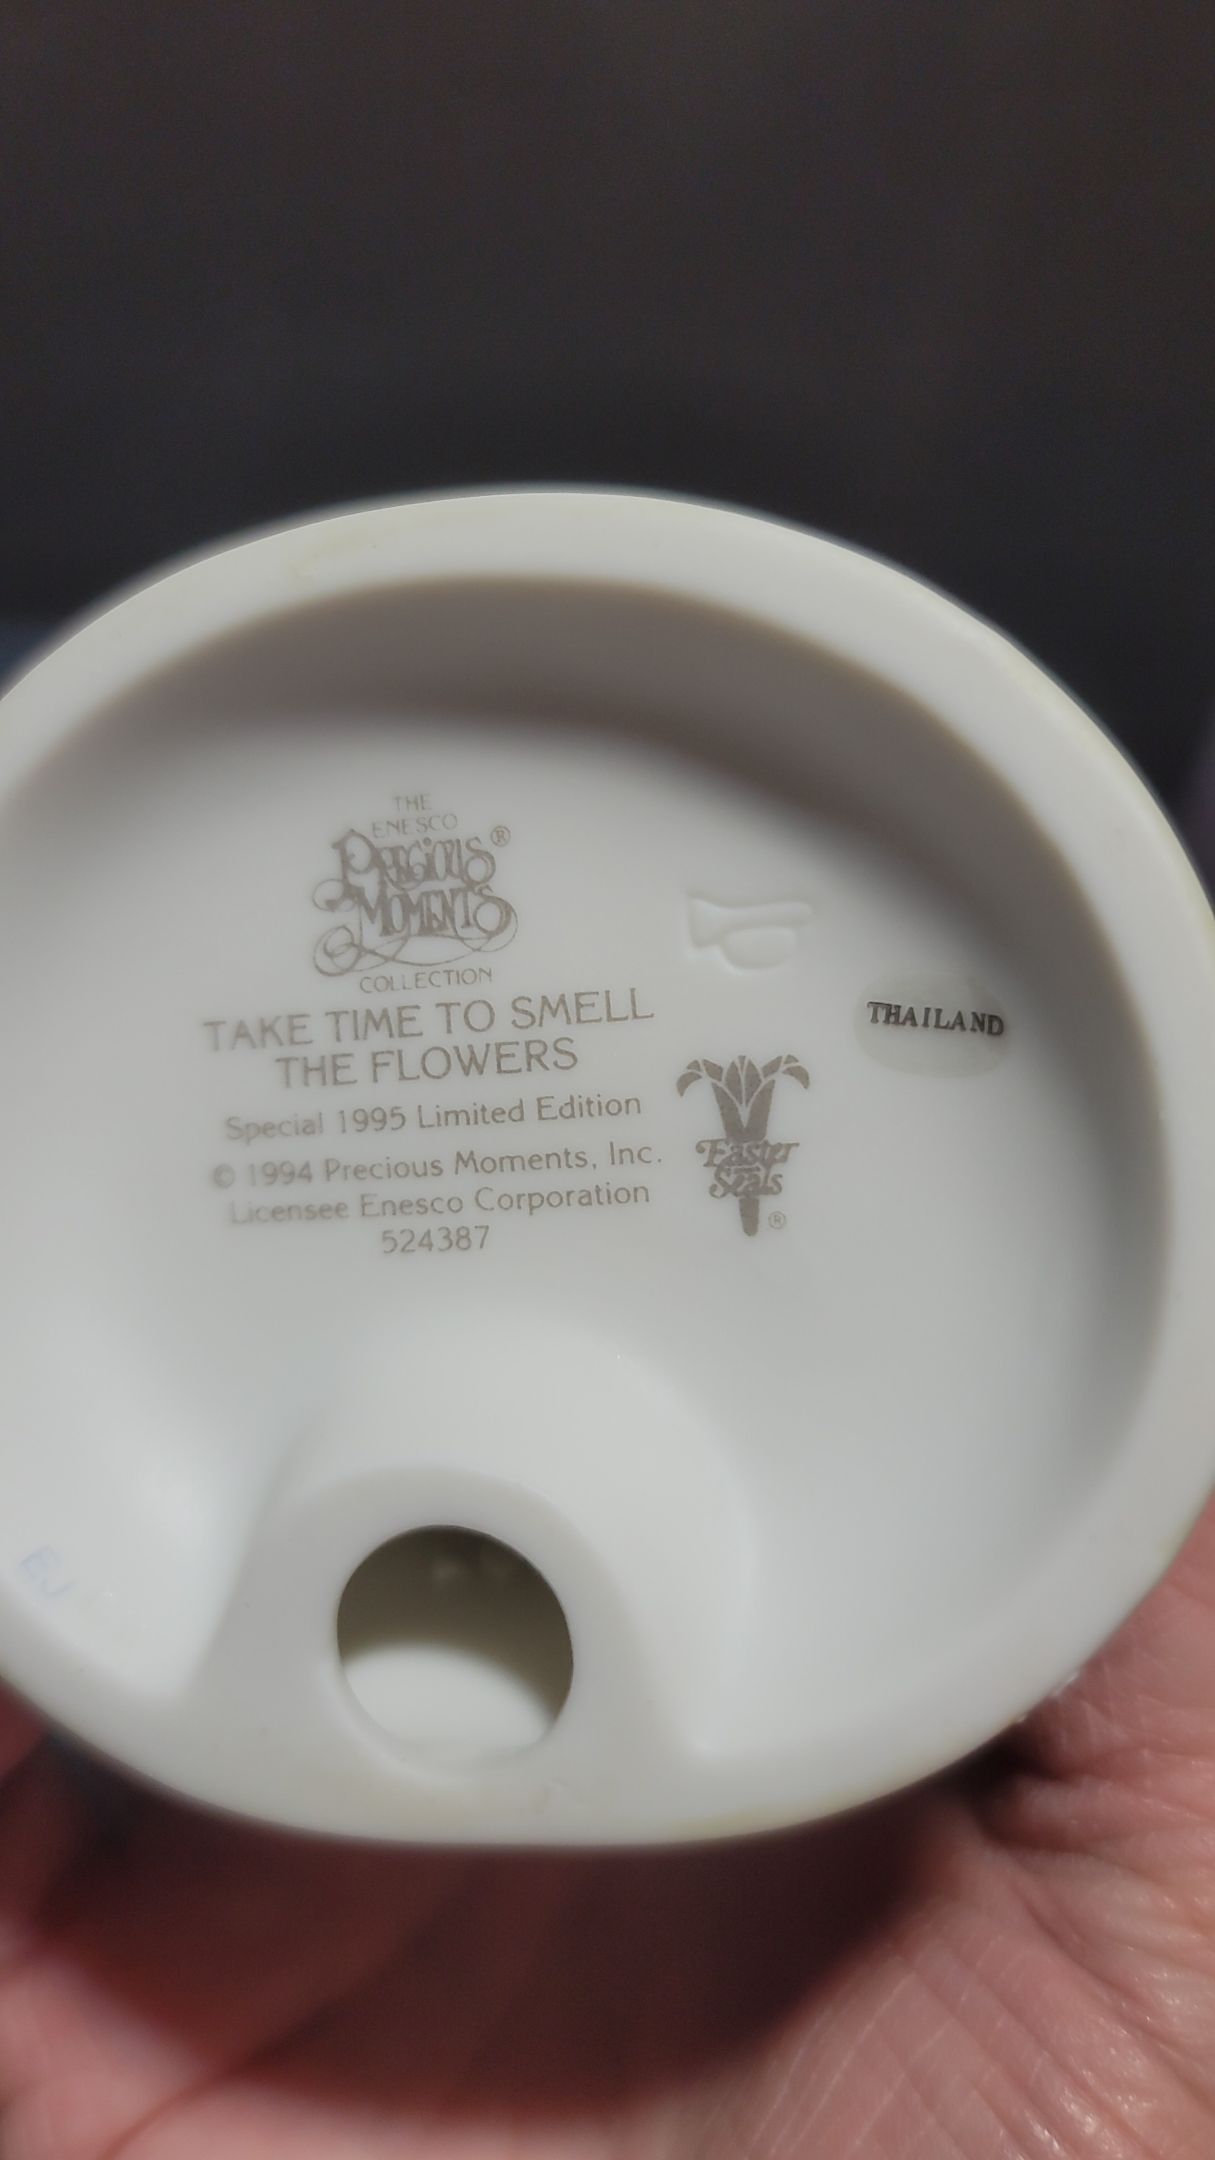 THE
ENESCO
PRECIOUS ®
MOMENTS
COLLECTION
TAKE TIME TO SMELL
THE FLOWERS
Special 1995 Limited Edition
© 1994 Precious Moments, Inc.
Licensee Enesco Corporation
524387
Easter
Seals
®
THAILAND
EJ